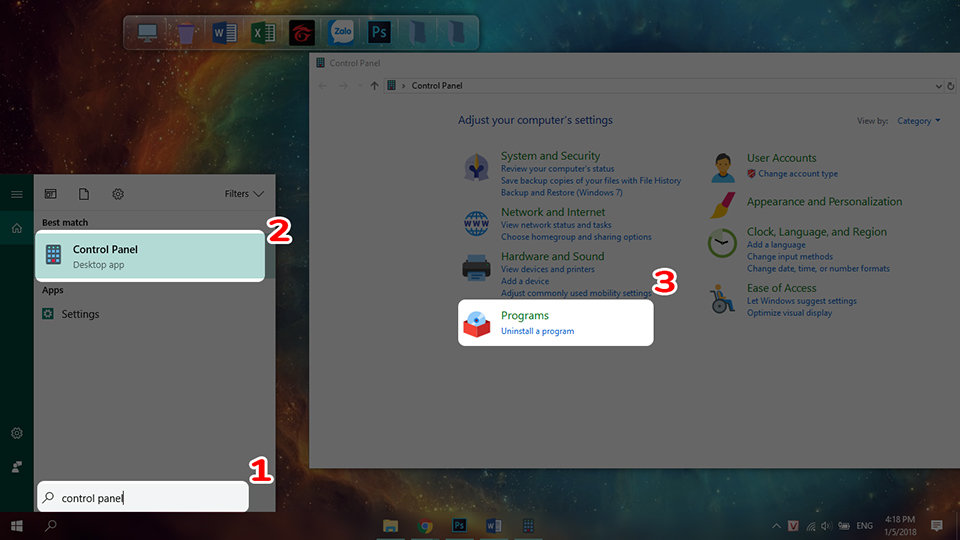 Zalo
Ps
Control Panel
Control Panel
Adjust your computer's settings
View by:
Category
System and Security
Review your computer's status
Save backup copies of your files with File History
Backup and Restore (Windows 7)
Network and Internet
View network status and tasks
Choose homegroup and sharing options
Hardware and Sound
View devices and printers
Add a device
Adjust commonly used mobility settings
3
Programs
Uninstall a program
User Accounts
Change account type
Appearance and Personalization
Clock, Language, and Region
Add a language
Change input methods
Change date, time, or number formats
Ease of Access
Let Windows suggest settings
Optimize visual display
Filters
Best match
2
Control Panel
Desktop app
Apps
Settings
1
control panel
Ps
V
ENG
4:18 PM
1/5/2018